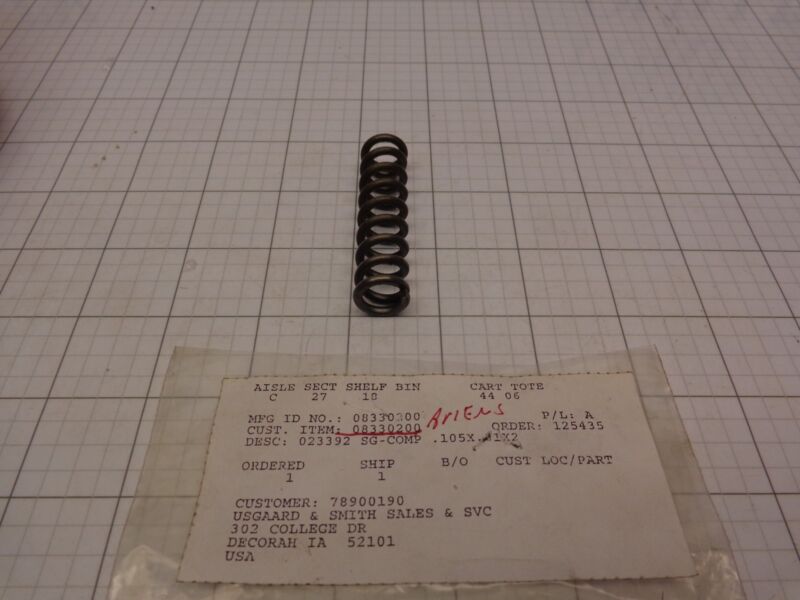 AISLE SECT SHELF BIN CART TOTE
C 27 18 44 06
MFG ID NO.: 08330200 Ariens P/L: A
CUST. ITEM: 08330200 ORDER: 125435
DESC: 023392 SG-COMP .105X
ORDERED SHIP B/O CUST LOC/PART
1 1
CUSTOMER: 78900190
USGAARD & SMITH SALES & SVC
302 COLLEGE DR
DECORAH IA 52101
USA